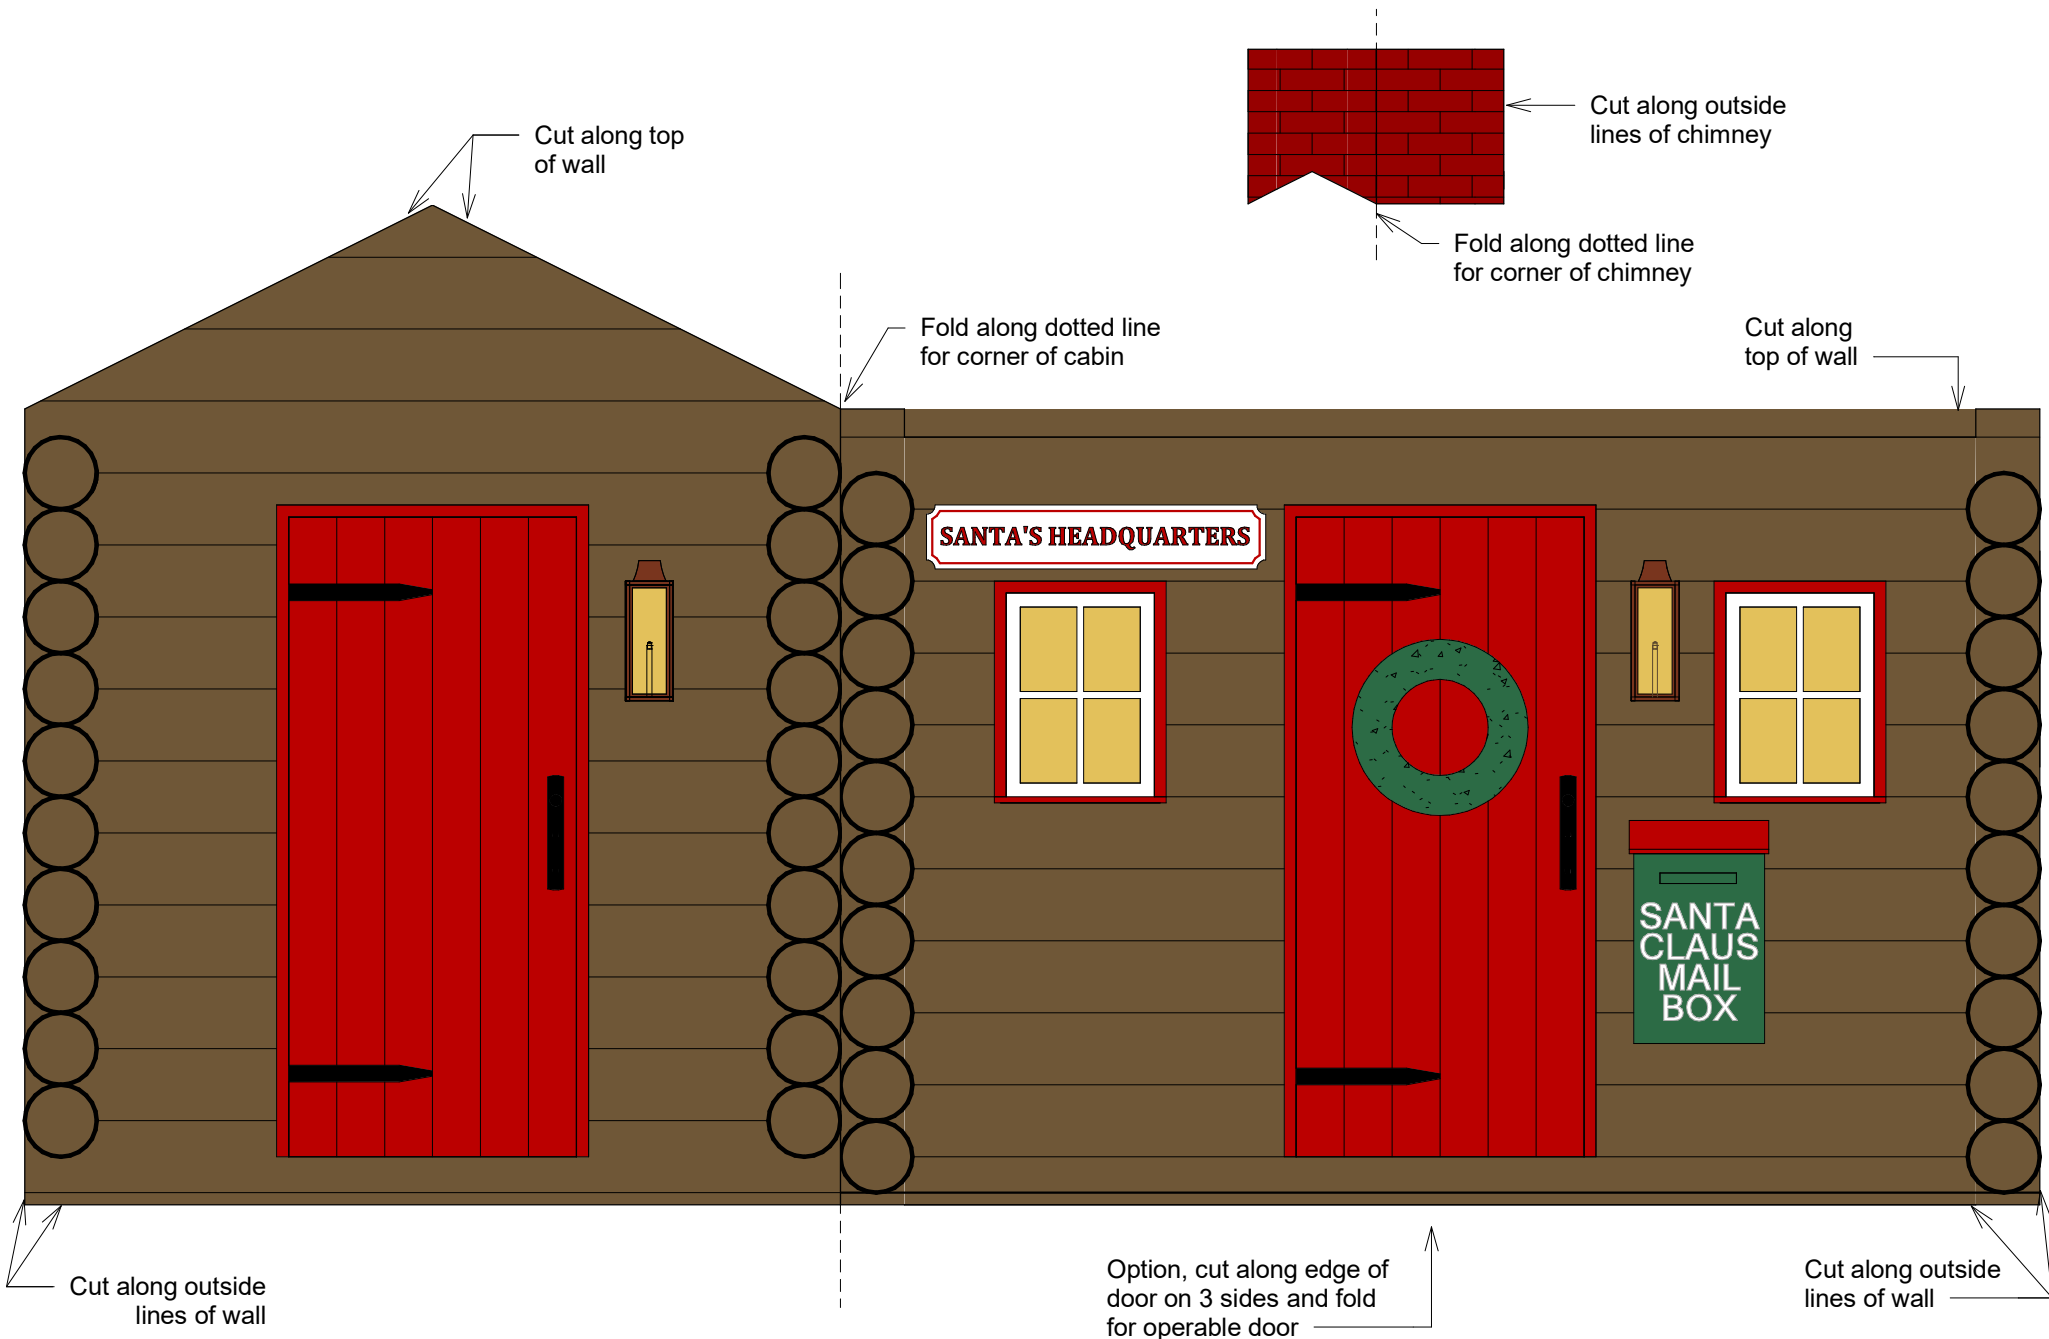 Cut along top
of wall
Cut along outside
lines of chimney
Fold along dotted line
for corner of chimney
Fold along dotted line
for corner of cabin
Cut along
top of wall
SANTA'S HEADQUARTERS
SANTA
CLAUS
MAIL
BOX
Cut along outside
lines of wall
Option, cut along edge of
door on 3 sides and fold
for operable door
Cut along outside
lines of wall